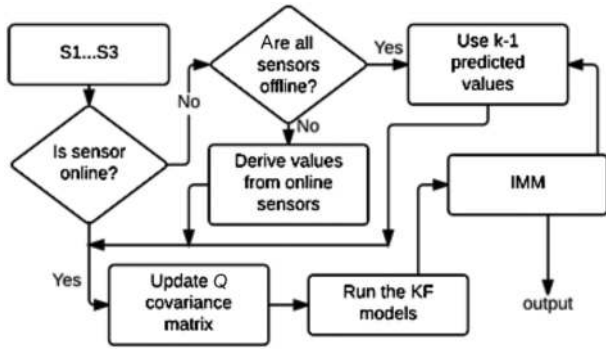 S1...S3
Are all
sensors
offline?
Yes
Use k-1
predicted
values
No
Is sensor
online?
No
Derive values
from online
sensors
IMM
Yes
Update Q
covariance
matrix
Run the KF
models
output